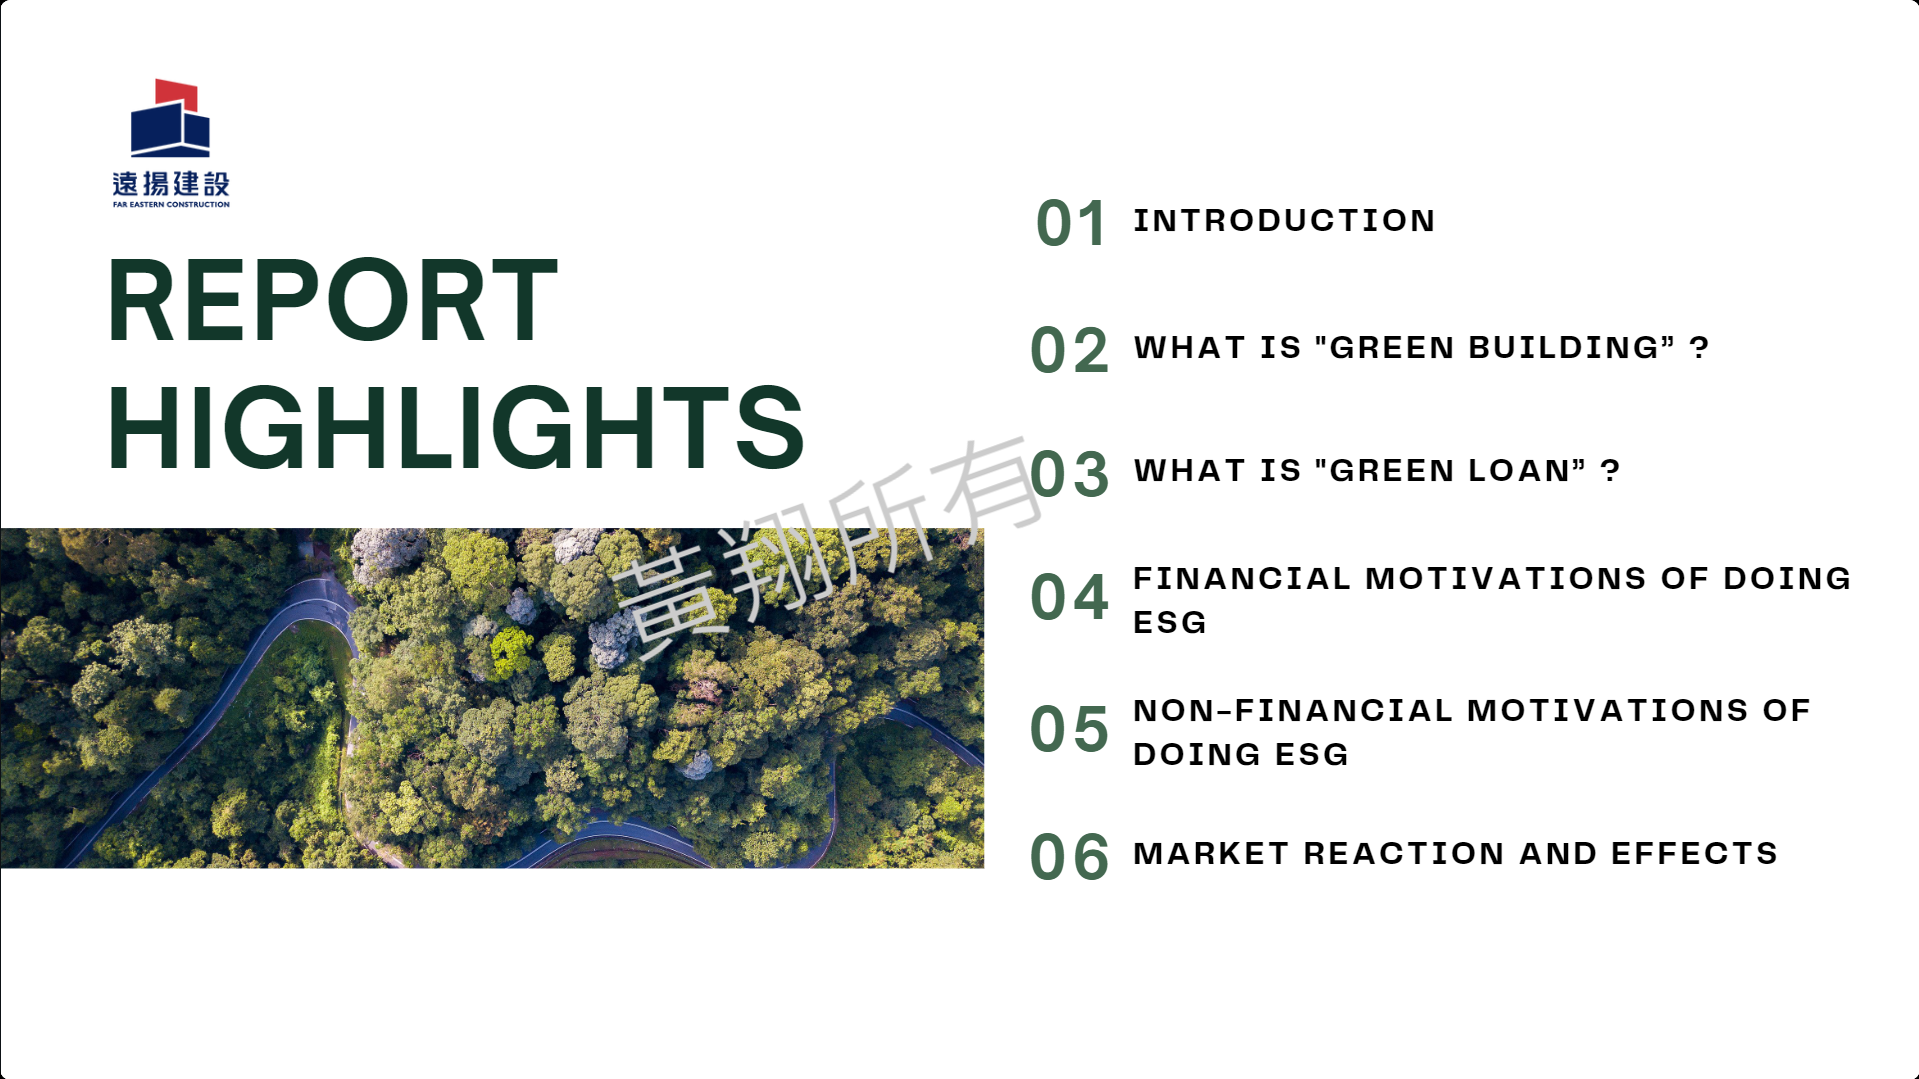 遠揚建設
FAR EASTERN CONSTRUCTION
REPORT
HIGHLIGHTS
黃翔所有
01 INTRODUCTION
02 WHAT IS "GREEN BUILDING” ?
03 WHAT IS "GREEN LOAN” ?
04 FINANCIAL MOTIVATIONS OF DOING
ESG
05 NON-FINANCIAL MOTIVATIONS OF
DOING ESG
06 MARKET REACTION AND EFFECTS